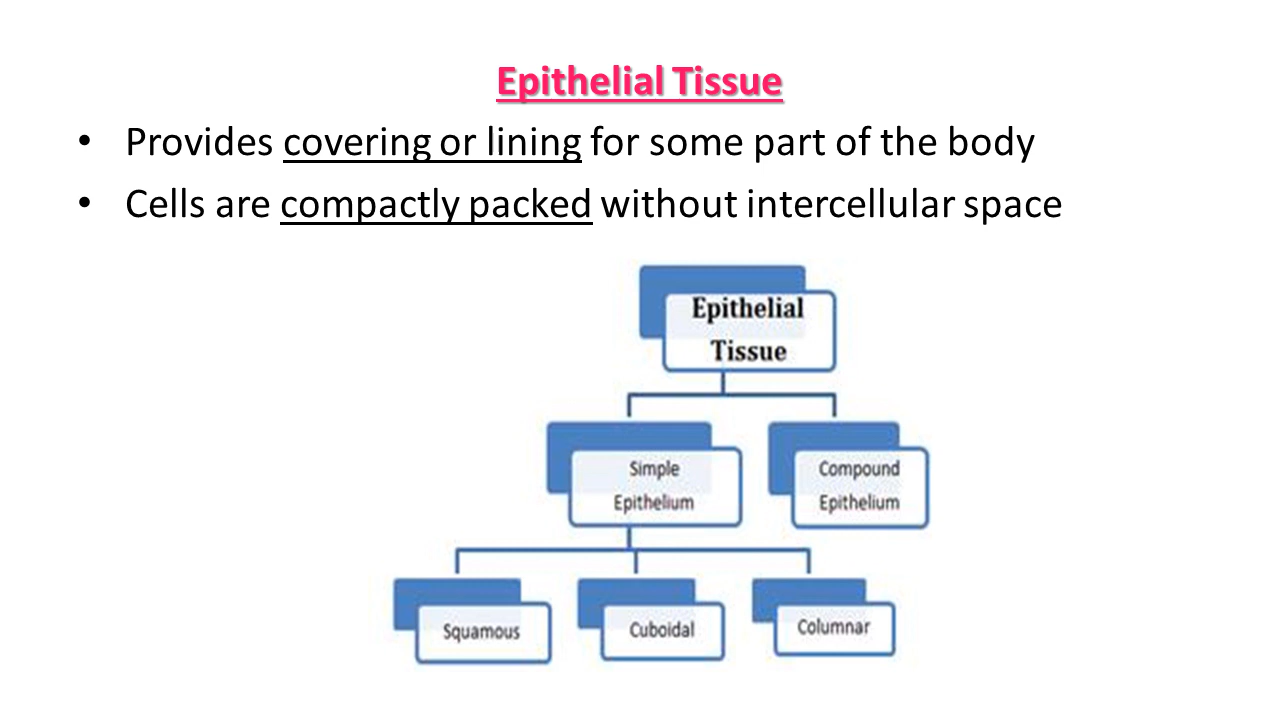 Epithelial Tissue
• Provides covering or lining for some part of the body
• Cells are compactly packed without intercellular space
Epithelial
Tissue
Simple
Epithelium
Compound
Epithelium
Squamous
Cuboidal
Columnar